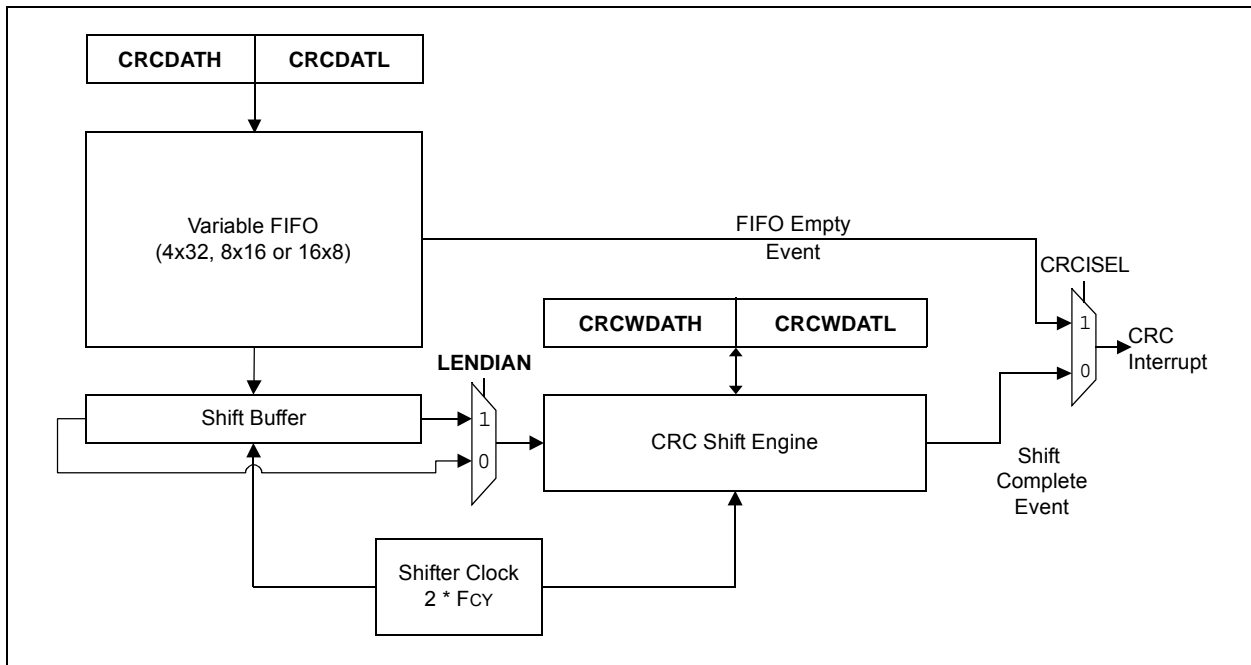 CRCDATH
CRCDATL
Variable FIFO
(4x32, 8x16 or 16x8)
FIFO Empty
Event
CRCISEL
1
0
CRC
Interrupt
CRCWDATH
CRCWDATL
LENDIAN
Shift Buffer
1
0
CRC Shift Engine
Shift
Complete
Event
Shifter Clock
2 * FCY